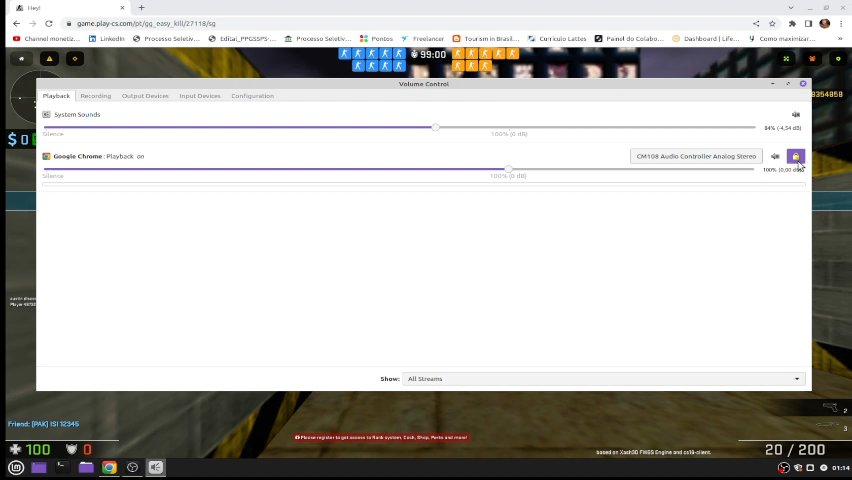 Hey!
game.play-cs.com/pt/gg_easy_kill/27118/sg
Channel monetiz...
LinkedIn
Processo Seletiv...
Edital_PPGSSPS-...
Processo Seletiv...
Pontos
Freelancer
Tourism in Brasil...
Currículo Lattes
Painel do Colabo...
Dashboard | Life...
Como maximizar...
99:00
Volume Control
Playback
Recording
Output Devices
Input Devices
Configuration
System Sounds
84% (-4,54 dB)
Silence
100% (0 dB)
Google Chrome: Playback on
CM108 Audio Controller Analog Stereo
100% (0,00 dB)
Silence
100% (0 dB)
$ 0
Show:
All Streams
2
Friend: [PAK] ISI 12345
3
Please register to get access to Rank system, Cash, Shop, Perks and more!
100
0
based on Xash3D FWGS Engine and cs16-client.
20 / 200
01:14